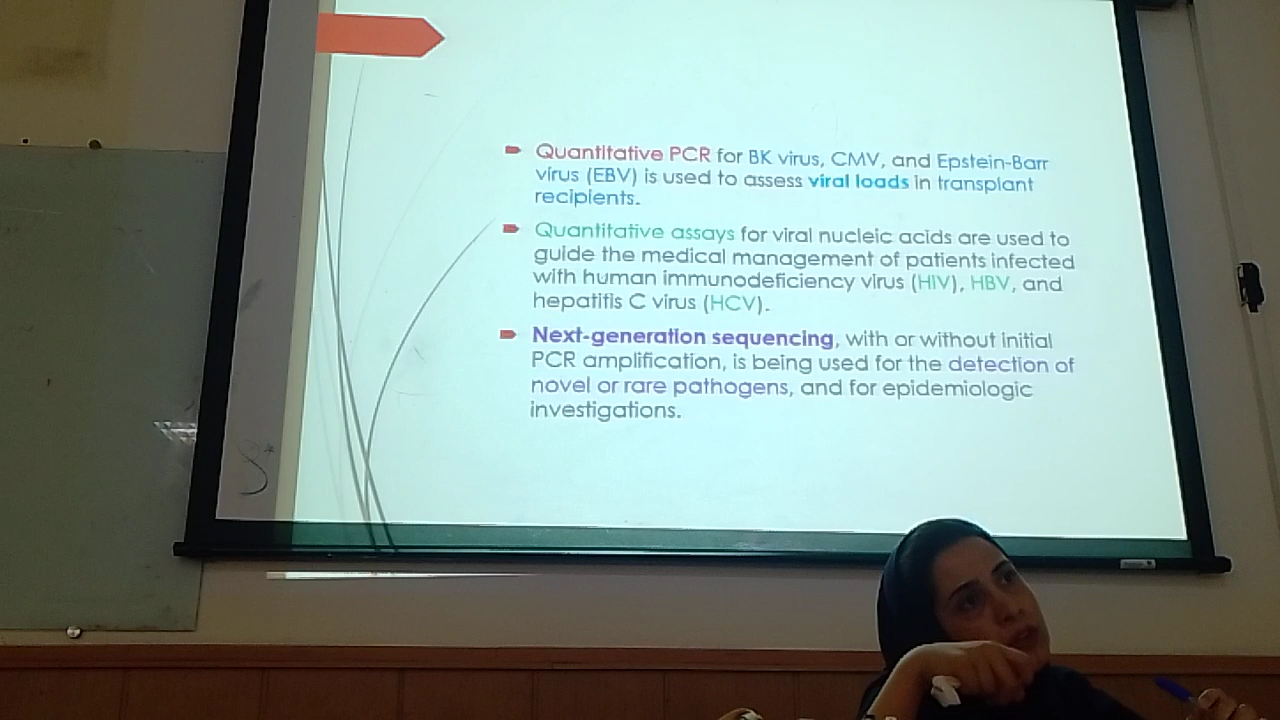 Quantitative PCR for BK virus, CMV, and Epstein-Barr
virus (EBV) is used to assess viral loads in transplant
recipients.
Quantitative assays for viral nucleic acids are used to
guide the medical management of patients infected
with human immunodeficiency virus (HIV), HBV, and
hepatitis C virus (HCV).
Next-generation sequencing, with or without initial
PCR amplification, is being used for the detection of
novel or rare pathogens, and for epidemiologic
investigations.